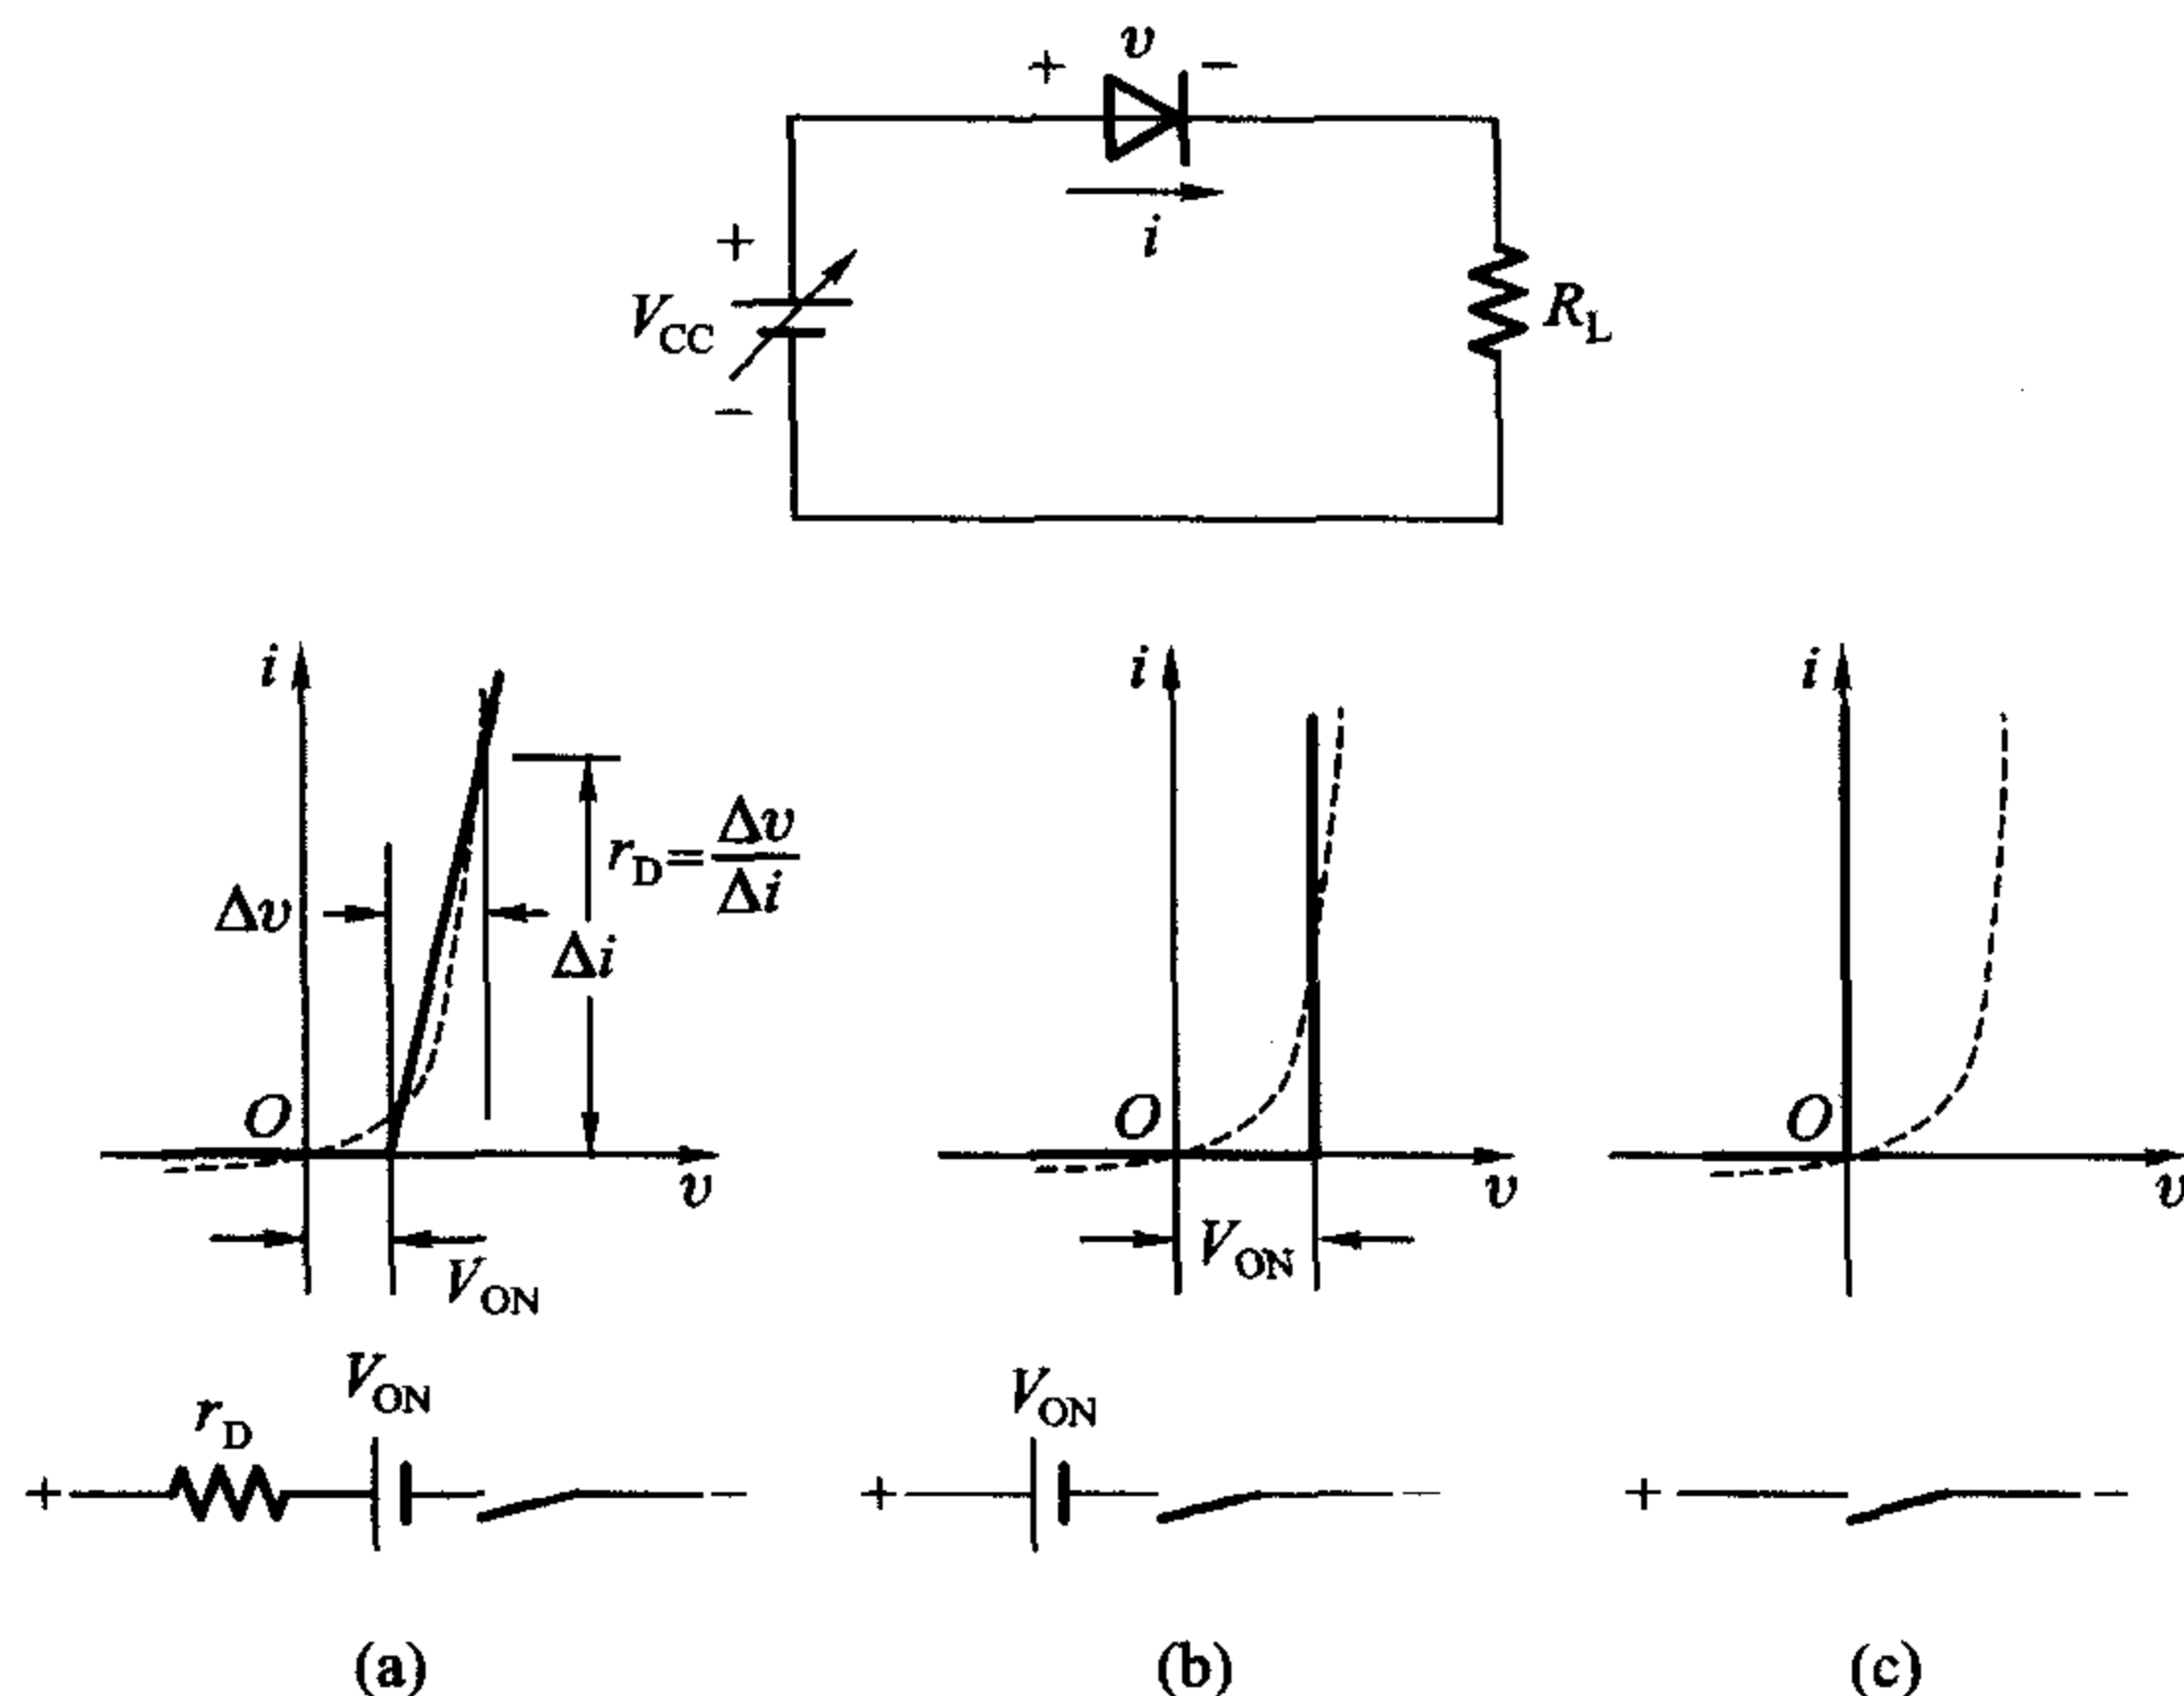 + v −
i
+
V_CC
−
R_L
i
Δv
r_D = Δv/Δi
Δi
O
v
V_ON
i
O
v
V_ON
i
O
v
r_D
V_ON
+ −
V_ON
+ −
+ −
(a)
(b)
(c)